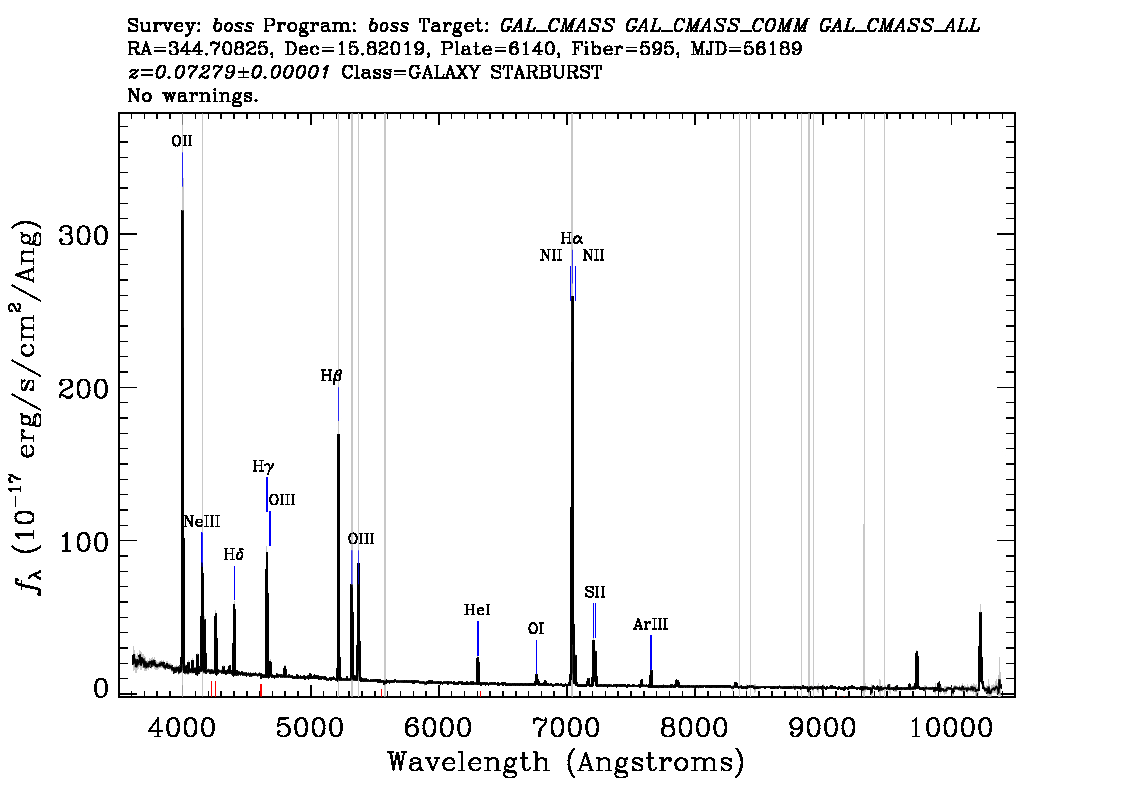 Survey: boss Program: boss Target: GAL_CMASS GAL_CMASS_COMM GAL_CMASS_ALL
RA=344.70825, Dec=15.82019, Plate=6140, Fiber=595, MJD=56189
z=0.07279±0.00001 Class=GALAXY STARBURST
No warnings.
OII
Hα
NII NII
Hβ
Hγ
OIII
NeIII
OIII
Hδ
SII
HeI
OI
ArIII
300
200
100
0
f_λ (10^−17 erg/s/cm^2/Ang)
4000 5000 6000 7000 8000 9000 10000
Wavelength (Angstroms)